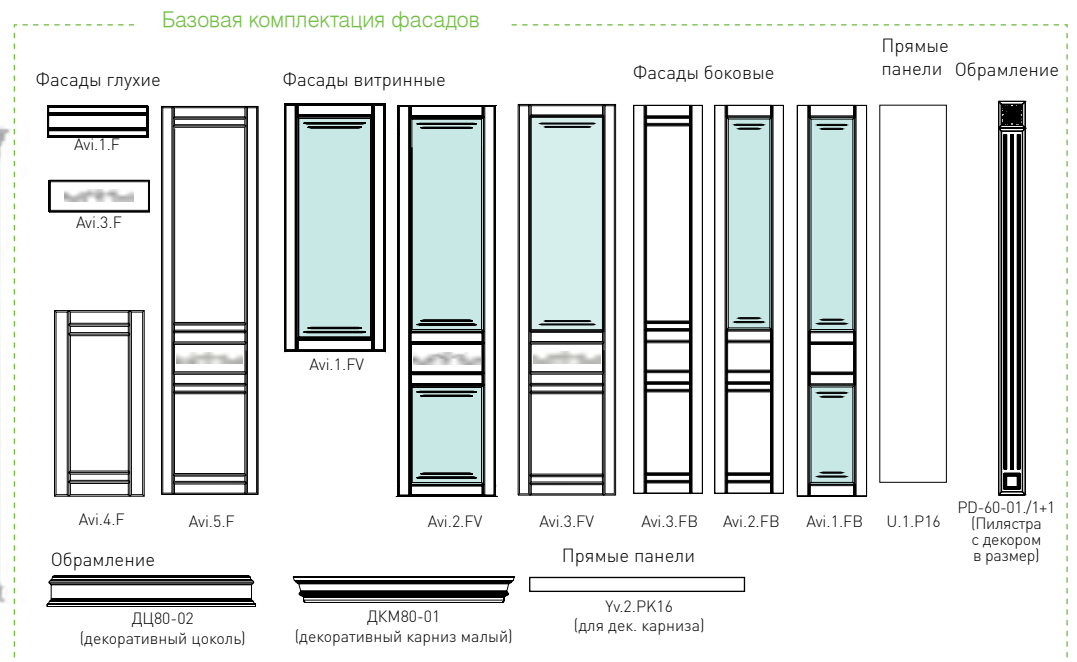 Базовая комплектация фасадов
Фасады глухие
Фасады витринные
Фасады боковые
Прямые
панели
Обрамление
Avi.1.F
Avi.3.F
Avi.4.F
Avi.5.F
Avi.1.FV
Avi.2.FV
Avi.3.FV
Avi.3.FB
Avi.2.FB
Avi.1.FB
U.1.P16
PD-60-01./1+1
(Пилястра
с декором
в размер)
Обрамление
ДЦ80-02
(декоративный цоколь)
ДКМ80-01
(декоративный карниз малый)
Прямые панели
Yv.2.PK16
(для дек. карниза)